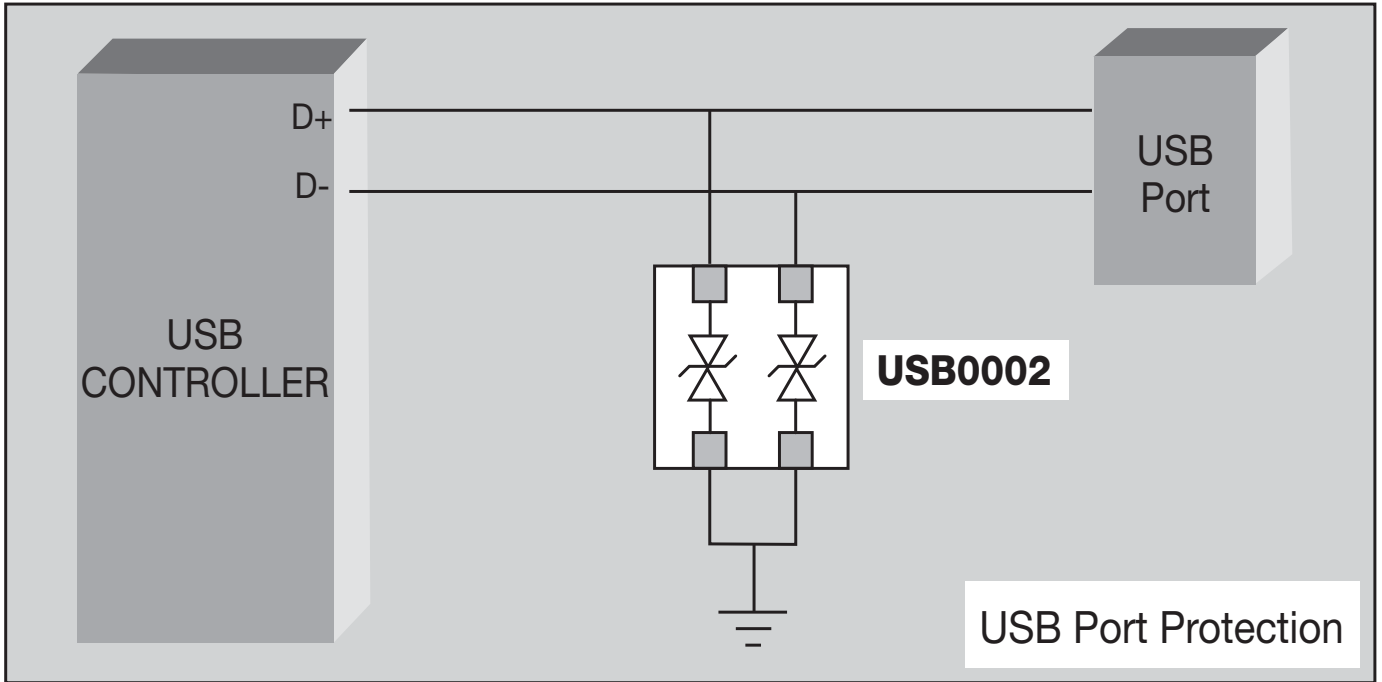 D+
D-
USB
CONTROLLER
USB
Port
USB0002
USB Port Protection